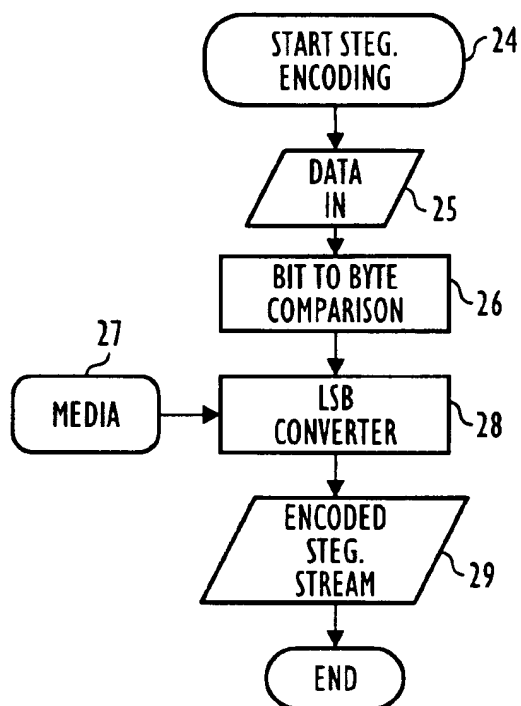 START STEG.
ENCODING
24
DATA
IN
25
BIT TO BYTE
COMPARISON
26
27
MEDIA
LSB
CONVERTER
28
ENCODED
STEG.
STREAM
29
END